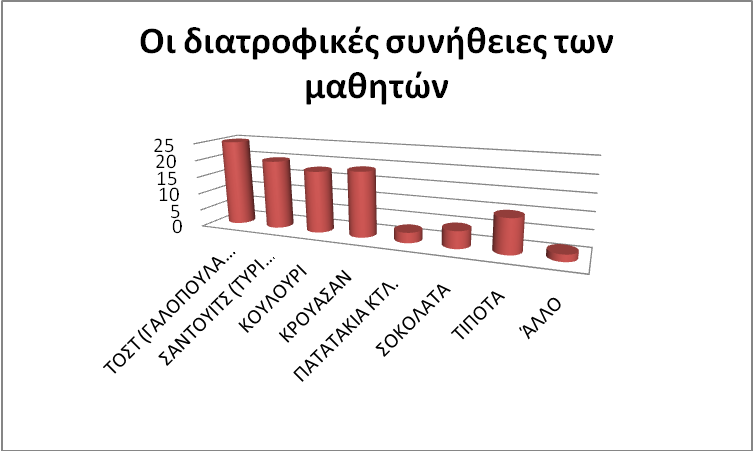 Οι διατροφικές συνήθειες των
μαθητών
25
20
15
10
5
0
ΤΟΣΤ (ΓΑΛΟΠΟΥΛΑ...
ΣΑΝΤΟΥΙΤΣ (ΤΥΡΙ...
ΚΟΥΛΟΥΡΙ
ΚΡΟΥΑΣΑΝ
ΠΑΤΑΤΑΚΙΑ ΚΤΛ.
ΣΟΚΟΛΑΤΑ
ΤΙΠΟΤΑ
ΆΛΛΟ